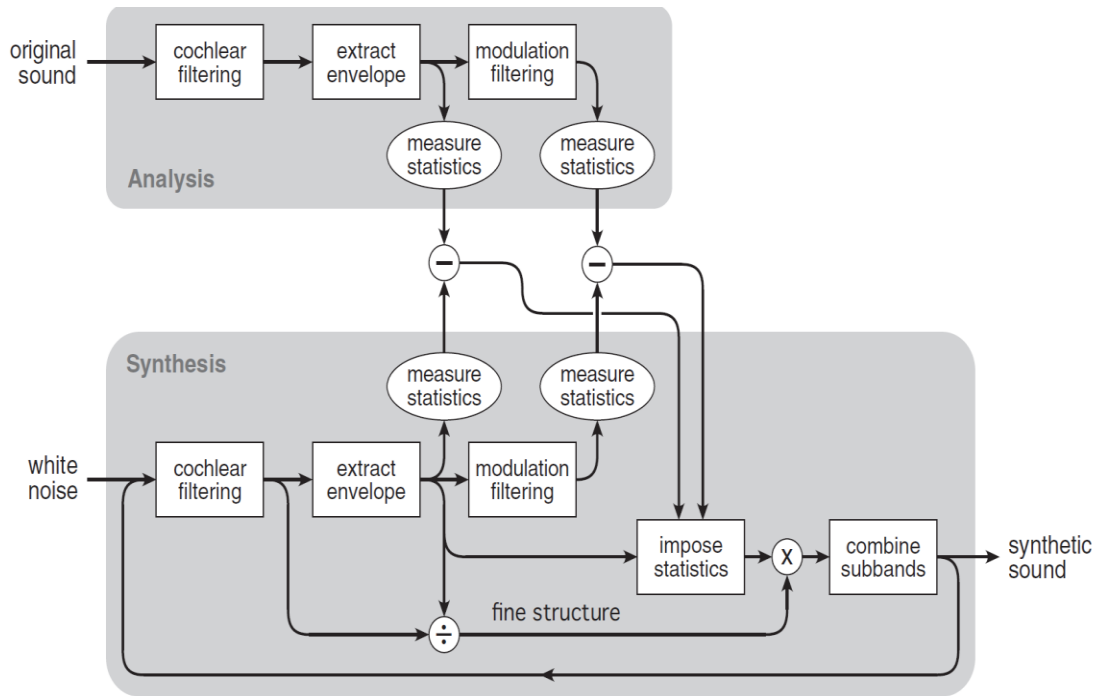 original
sound
cochlear
filtering
extract
envelope
modulation
filtering
measure
statistics
measure
statistics
Analysis
−
−
Synthesis
measure
statistics
measure
statistics
white
noise
cochlear
filtering
extract
envelope
modulation
filtering
impose
statistics
X
combine
subbands
synthetic
sound
fine structure
÷